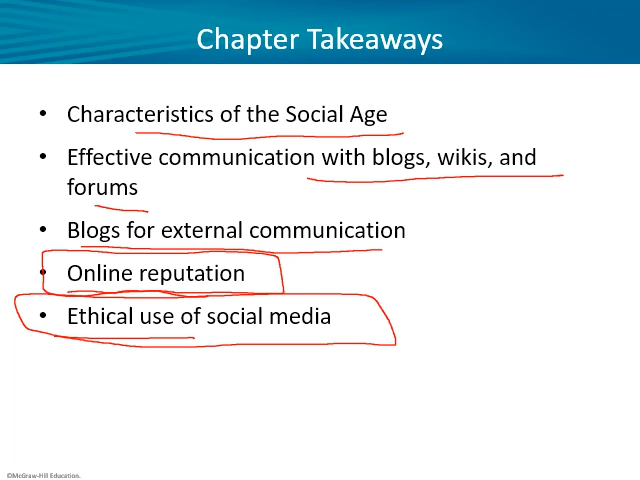 Chapter Takeaways
• Characteristics of the Social Age
• Effective communication with blogs, wikis, and
forums
• Blogs for external communication
• Online reputation
• Ethical use of social media
©McGraw-Hill Education.